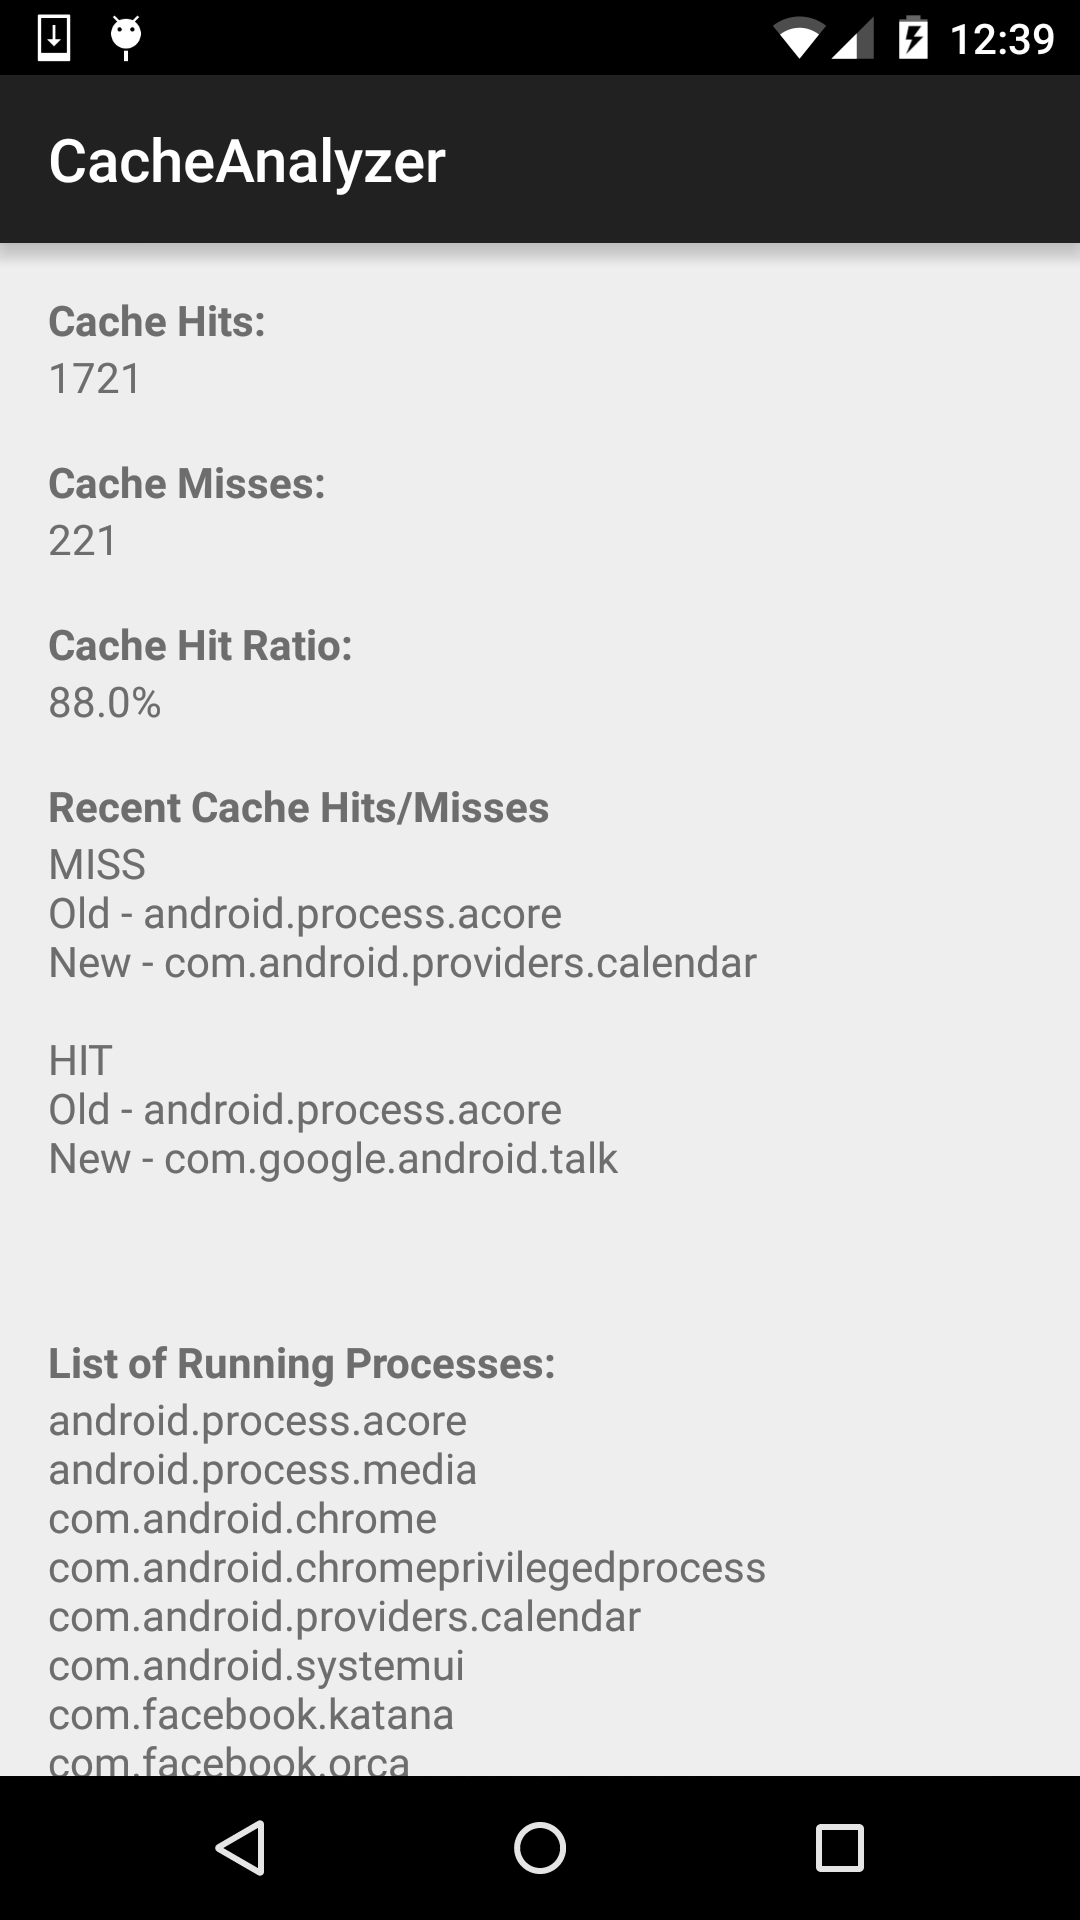 12:39
CacheAnalyzer
Cache Hits:
1721
Cache Misses:
221
Cache Hit Ratio:
88.0%
Recent Cache Hits/Misses
MISS
Old - android.process.acore
New - com.android.providers.calendar
HIT
Old - android.process.acore
New - com.google.android.talk
List of Running Processes:
android.process.acore
android.process.media
com.android.chrome
com.android.chromeprivilegedprocess
com.android.providers.calendar
com.android.systemui
com.facebook.katana
com.facebook.orca